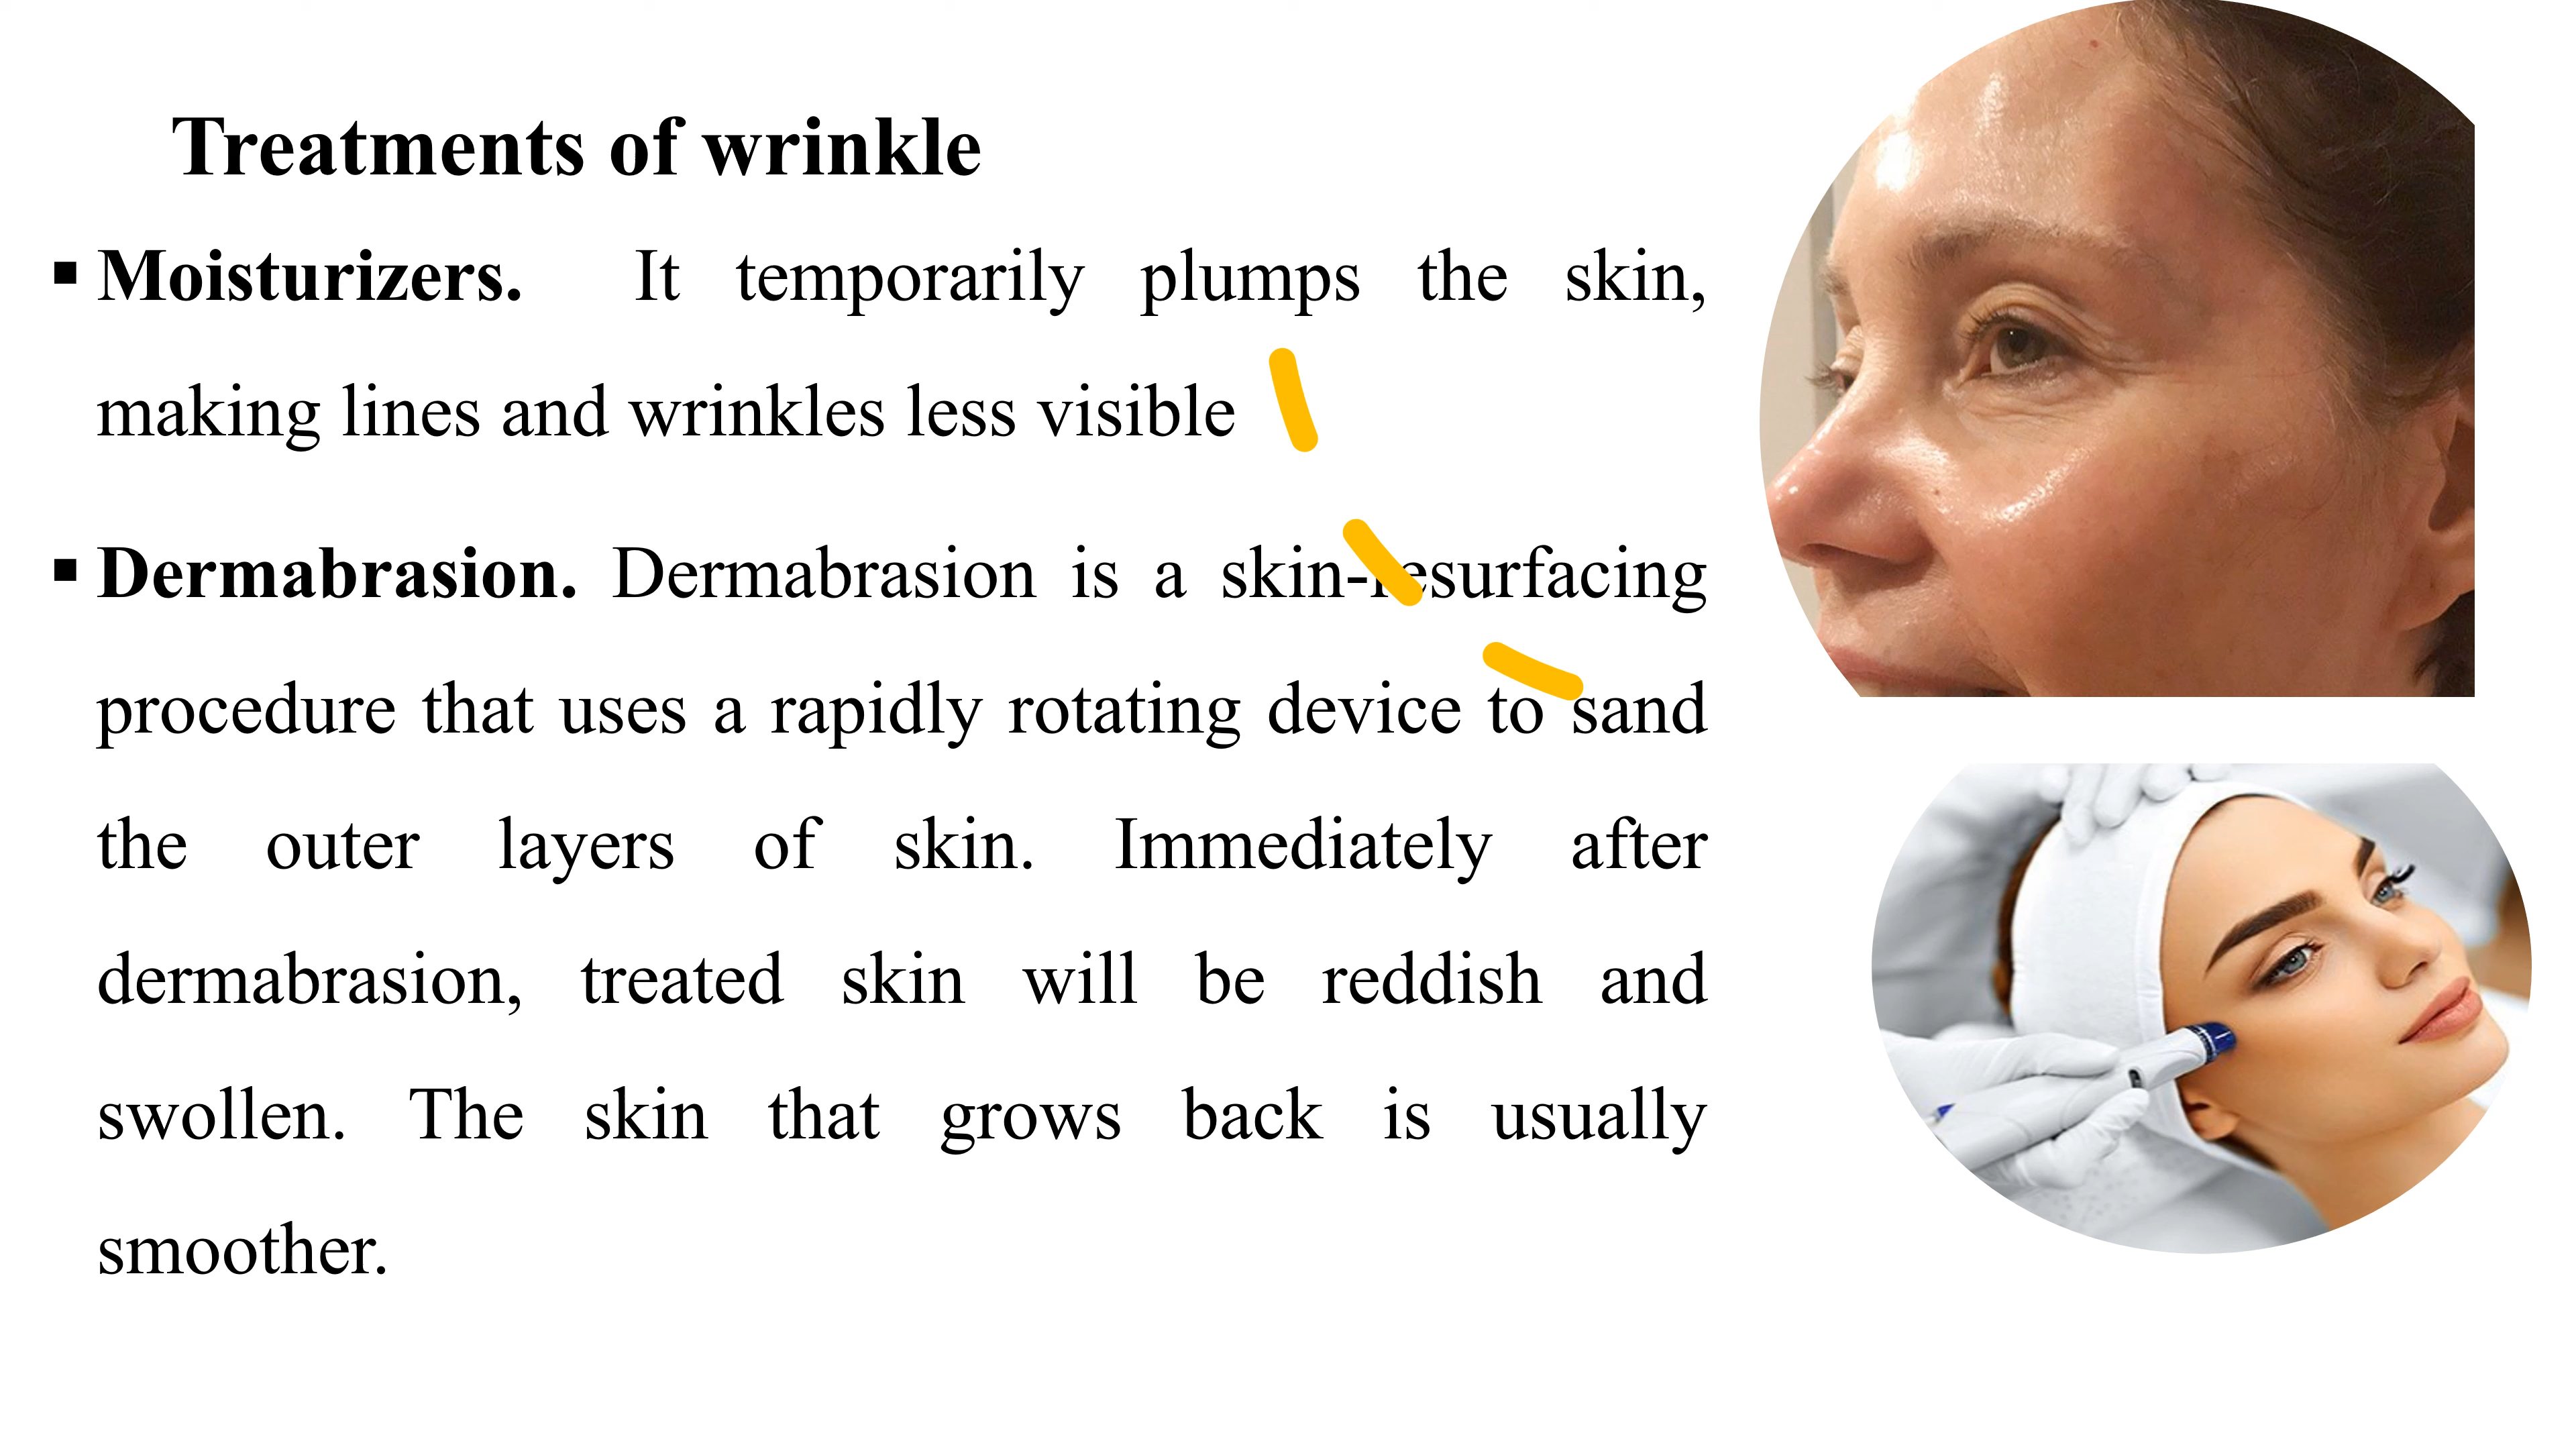 Treatments of wrinkle
▪ Moisturizers. It temporarily plumps the skin,
making lines and wrinkles less visible
▪ Dermabrasion. Dermabrasion is a skin-resurfacing
procedure that uses a rapidly rotating device to sand
the outer layers of skin. Immediately after
dermabrasion, treated skin will be reddish and
swollen. The skin that grows back is usually
smoother.